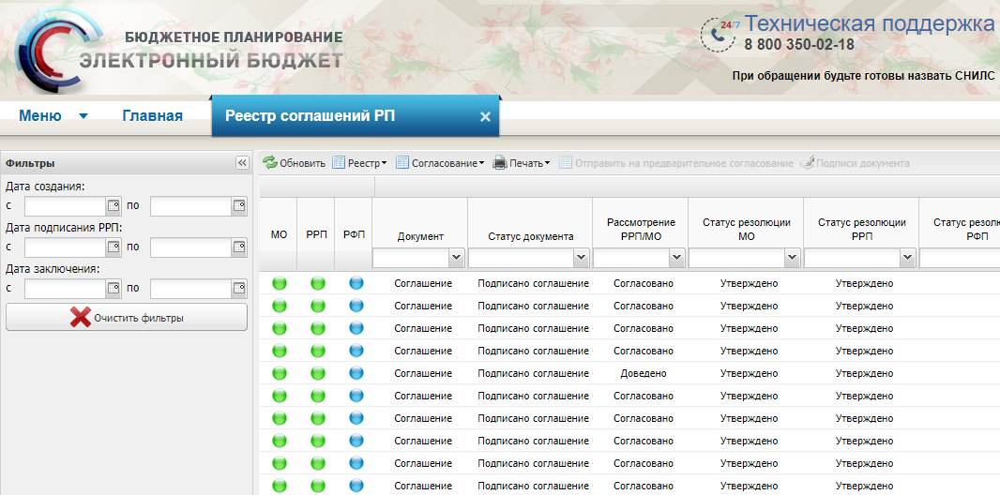 БЮДЖЕТНОЕ ПЛАНИРОВАНИЕ
ЭЛЕКТРОННЫЙ БЮДЖЕТ
24/7
Техническая поддержка
8 800 350-02-18
При обращении будьте готовы назвать СНИЛС
Меню Главная Реестр соглашений РП
Фильтры
Дата создания:
с по
Дата подписания РРП:
с по
Дата заключения:
с по
Очистить фильтры
Обновить Реестр Согласование Печать Отправить на предварительное согласование Подписи документа
МО РРП РФП Документ Статус документа Рассмотрение РРП/МО Статус резолюции МО Статус резолюции РРП Статус резолю РФП
Соглашение Подписано соглашение Согласовано Утверждено Утверждено
Соглашение Подписано соглашение Согласовано Утверждено Утверждено
Соглашение Подписано соглашение Согласовано Утверждено Утверждено
Соглашение Подписано соглашение Согласовано Утверждено Утверждено
Соглашение Подписано соглашение Доведено Утверждено Утверждено
Соглашение Подписано соглашение Согласовано Утверждено Утверждено
Соглашение Подписано соглашение Согласовано Утверждено Утверждено
Соглашение Подписано соглашение Согласовано Утверждено Утверждено
Соглашение Подписано соглашение Согласовано Утверждено Утверждено
Соглашение Подписано соглашение Согласовано Утверждено Утверждено